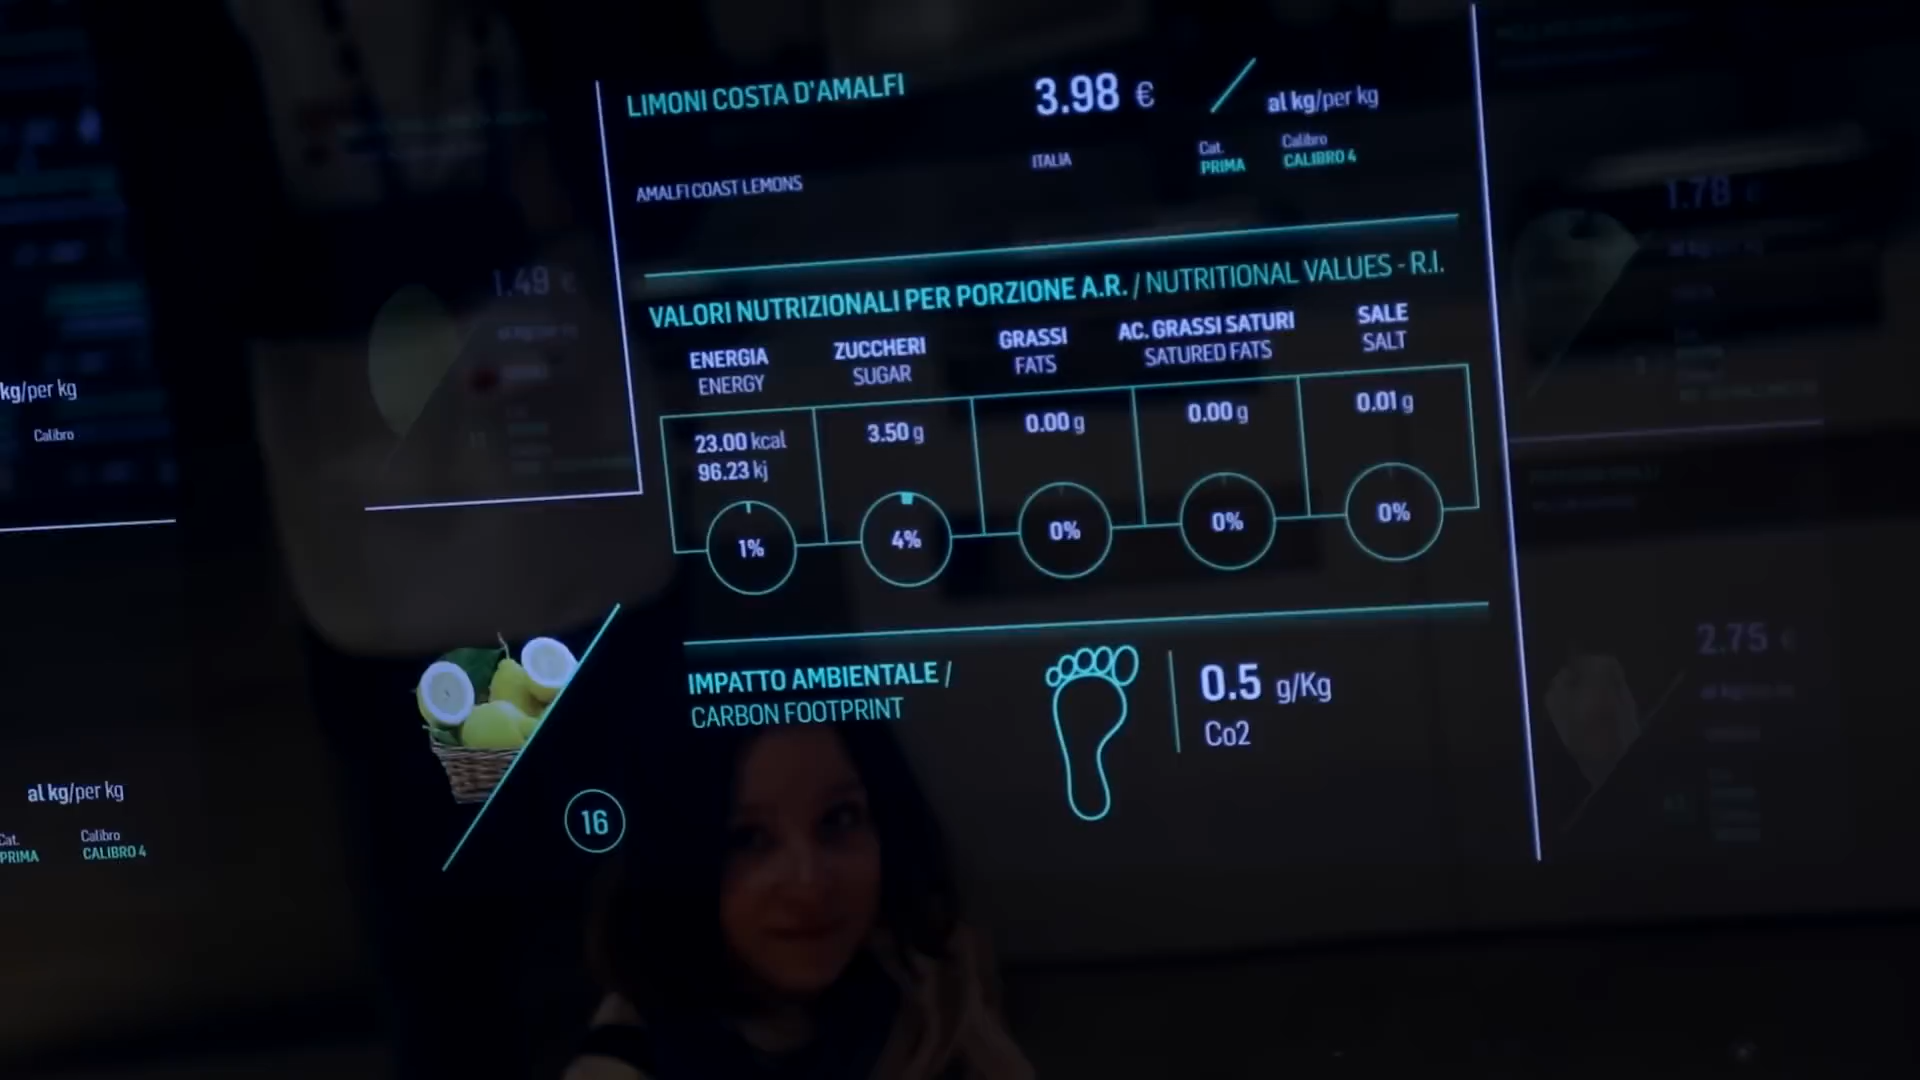 LIMONI COSTA D'AMALFI
3.98 €
al kg/per kg
AMALFI COAST LEMONS
ITALIA
Cat.
PRIMA
Calibro
CALIBRO 4
VALORI NUTRIZIONALI PER PORZIONE A.R. / NUTRITIONAL VALUES - R.I.
ENERGIA
ENERGY
ZUCCHERI
SUGAR
GRASSI
FATS
AC. GRASSI SATURI
SATURED FATS
SALE
SALT
23.00 kcal
96.23 kj
3.50 g
0.00 g
0.00 g
0.01 g
1%
4%
0%
0%
0%
IMPATTO AMBIENTALE /
CARBON FOOTPRINT
0.5 g/Kg
Co2
16
1.49 €
kg/per kg
Calibro
al kg/per kg
Cat.
PRIMA
Calibro
CALIBRO 4
1.78 €
2.75 €